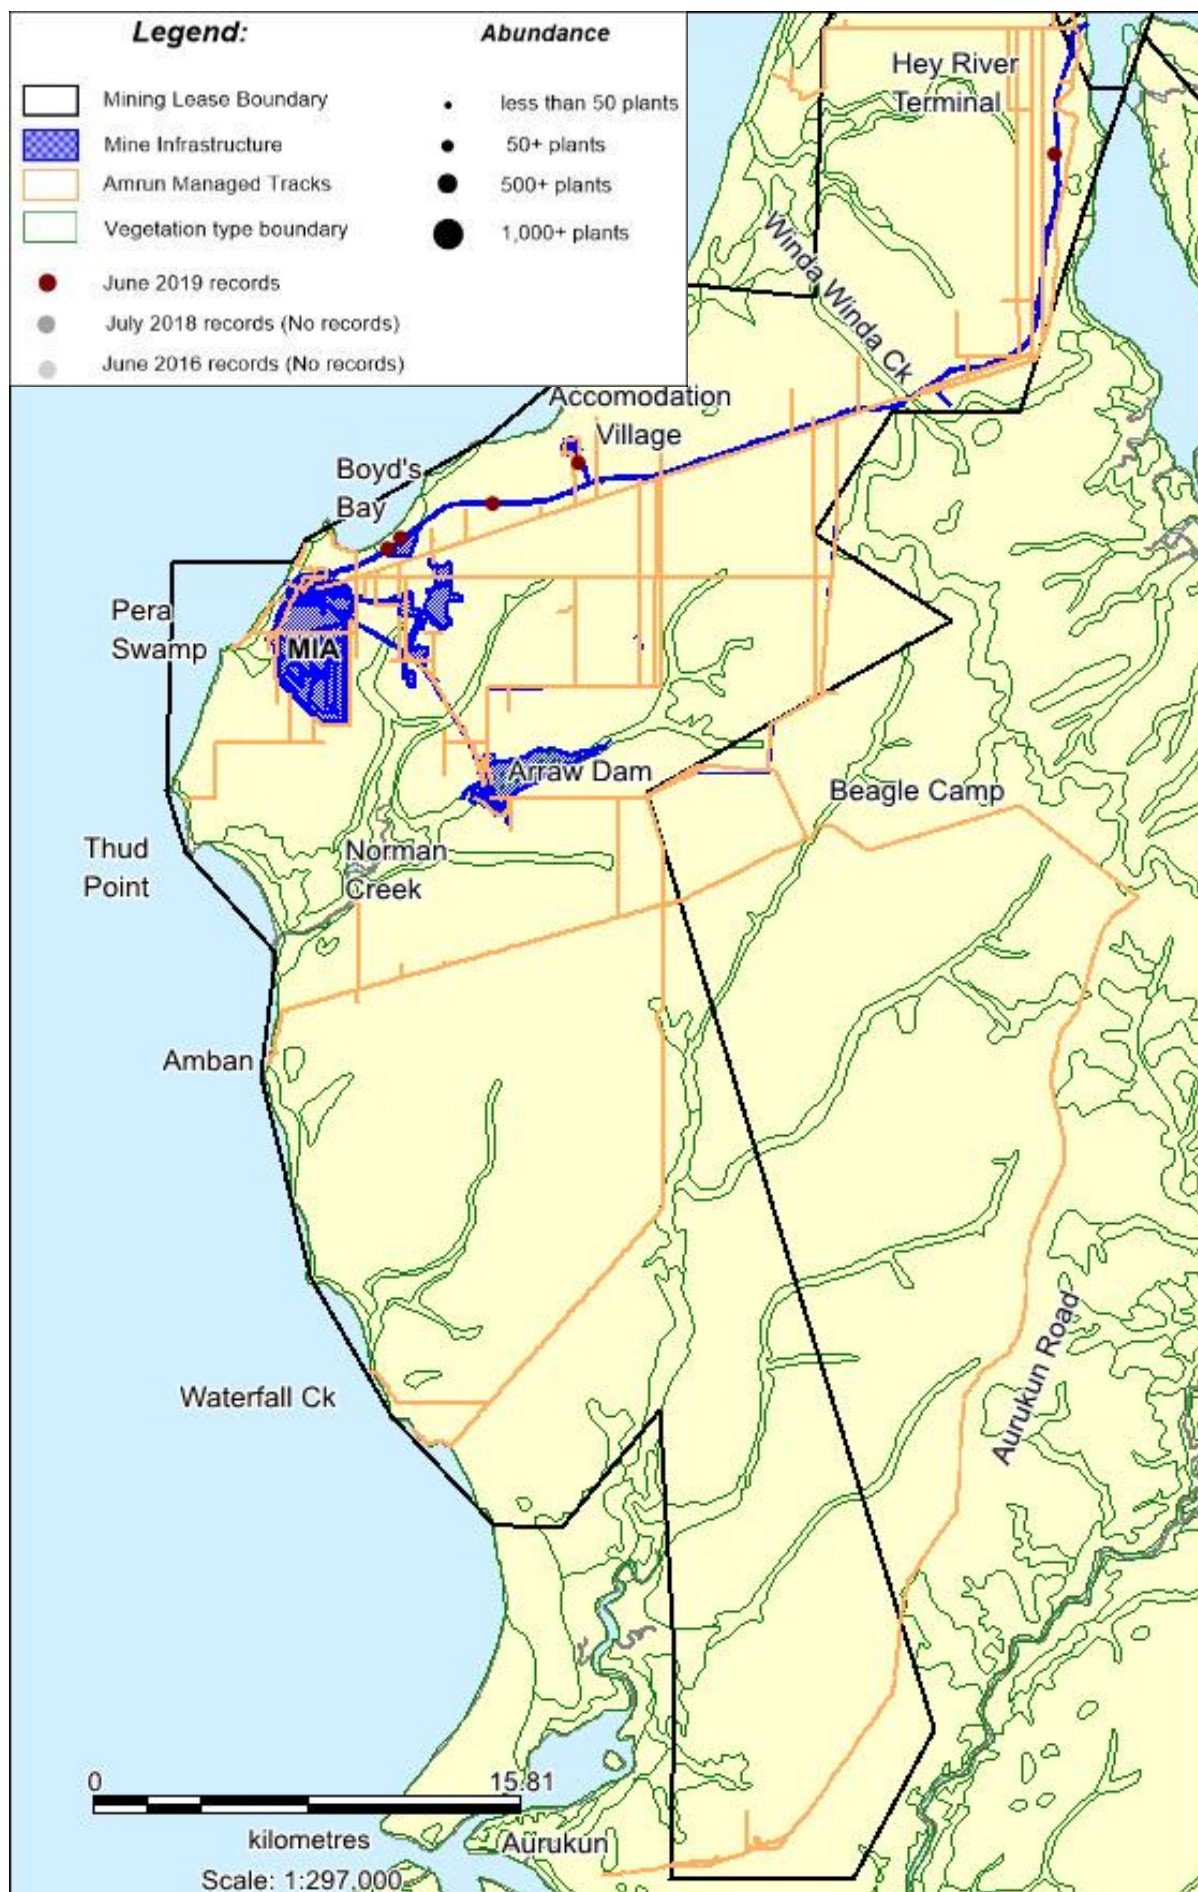 Legend:
Abundance
Mining Lease Boundary
less than 50 plants
Mine Infrastructure
50+ plants
Amrun Managed Tracks
500+ plants
Vegetation type boundary
1,000+ plants
June 2019 records
July 2018 records (No records)
June 2016 records (No records)
Hey River
Terminal
Winda Winda Ck
Accomodation
Village
Boyd's
Bay
Pera
Swamp
MIA
Arraw Dam
Beagle Camp
Thud
Point
Norman
Creek
Amban
Aurukun Road
Waterfall Ck
0
15.81
kilometres
Scale: 1:297,000
Aurukun